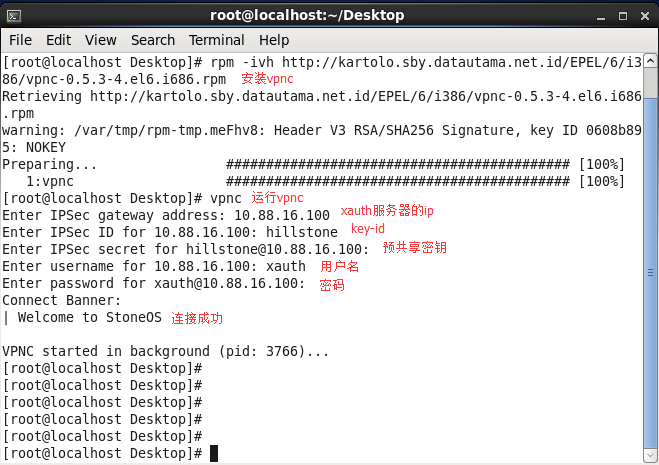 root@localhost:~/Desktop
File Edit View Search Terminal Help
[root@localhost Desktop]# rpm -ivh http://kartolo.sby.datautama.net.id/EPEL/6/i3
86/vpnc-0.5.3-4.el6.i686.rpm 安装vpnc
Retrieving http://kartolo.sby.datautama.net.id/EPEL/6/i386/vpnc-0.5.3-4.el6.i686
.rpm
warning: /var/tmp/rpm-tmp.meFhv8: Header V3 RSA/SHA256 Signature, key ID 0608b89
5: NOKEY
Preparing... ########################################### [100%]
1:vpnc ########################################### [100%]
[root@localhost Desktop]# vpnc 运行vpnc
Enter IPSec gateway address: 10.88.16.100 xauth服务器的ip
Enter IPSec ID for 10.88.16.100: hillstone key-id
Enter IPSec secret for hillstone@10.88.16.100: 预共享密钥
Enter username for 10.88.16.100: xauth 用户名
Enter password for xauth@10.88.16.100: 密码
Connect Banner:
| Welcome to StoneOS 连接成功
VPNC started in background (pid: 3766)...
[root@localhost Desktop]#
[root@localhost Desktop]#
[root@localhost Desktop]#
[root@localhost Desktop]#
[root@localhost Desktop]#
[root@localhost Desktop]#